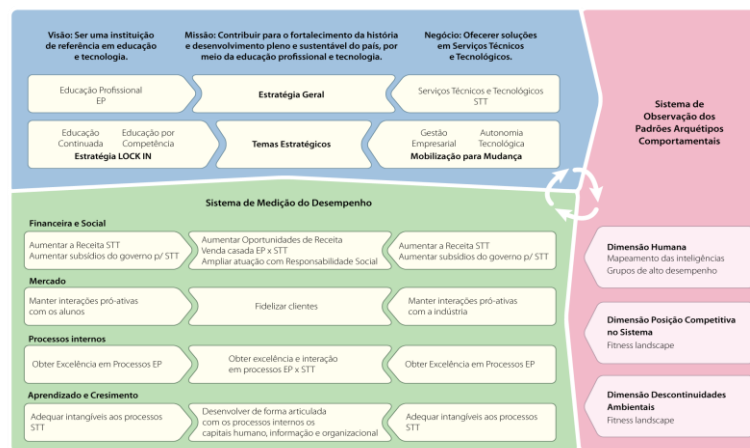 Visão: Ser uma instituição
de referência em educação
e tecnologia.
Missão: Contribuir para o fortalecimento da história
e desenvolvimento pleno e sustentável do país, por
meio da educação profissional e tecnologia.
Negócio: Ofecerer soluções
em Serviços Técnicos
e Tecnológicos.
Educação Profissional
EP
Estratégia Geral
Serviços Técnicos e Tecnológicos
STT
Educação
Continuada
Educação por
Competência
Estratégia LOCK IN
Temas Estratégicos
Gestão
Empresarial
Autonomia
Tecnológica
Mobilização para Mudança
Sistema de
Observação dos
Padrões Arquétipos
Comportamentais
Sistema de Medição do Desempenho
Financeira e Social
Aumentar a Receita STT
Aumentar subsídios do governo p/ STT
Aumentar Oportunidades de Receita
Venda casada EP x STT
Ampliar atuação com Responsabilidade Social
Aumentar a Receita STT
Aumentar subsídios do governo p/ STT
Mercado
Manter interações pró-ativas
com os alunos
Fidelizar clientes
Manter interações pró-ativas
com a indústria
Processos internos
Obter Excelência em Processos EP
Obter excelência e interação
em processos EP x STT
Obter Excelência em Processos EP
Aprendizado e Cresimento
Adequar intangíveis aos processos
STT
Desenvolver de forma articulada
com os processos internos os
capitais humano, informação e organizacional
Adequar intangíveis aos processos
STT
Dimensão Humana
Mapeamento das inteligências
Grupos de alto desempenho
Dimensão Posição Competitiva
no Sistema
Fitness landscape
Dimensão Descontinuidades
Ambientais
Fitness landscape